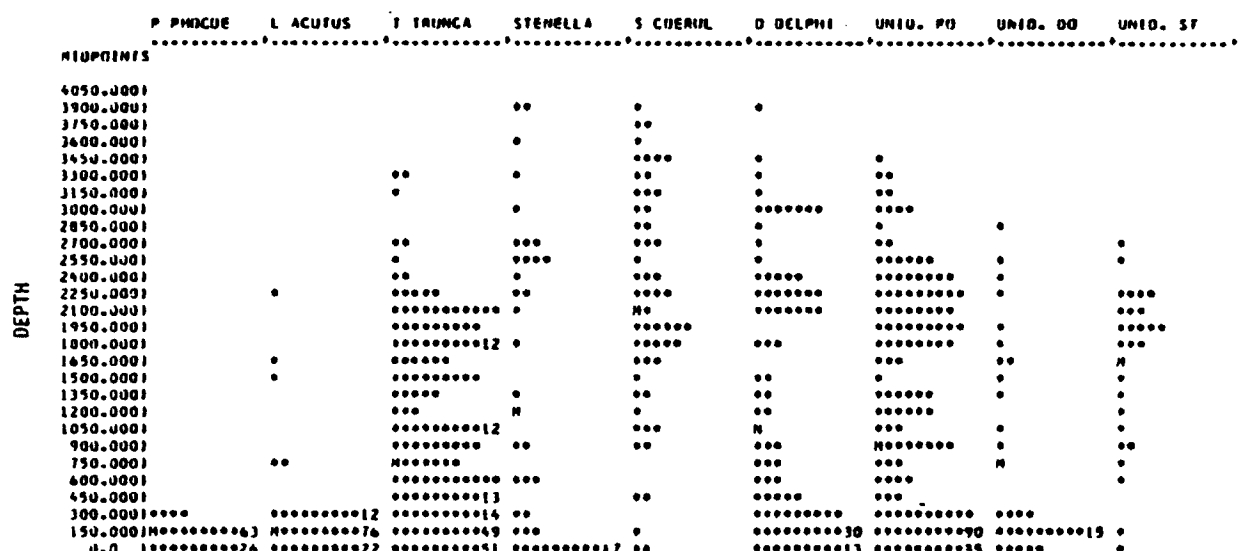 P PHOCUE L ACUTUS T TRUNCA STENELLA S COERUL D DELPHI UNID. PO UNID. DO UNID. ST
MIDPOINTS
4050.000)
3900.000)
3750.000)
3600.000)
3450.000)
3300.000)
3150.000)
3000.000)
2850.000)
2700.000)
2550.000)
2400.000)
2250.000)
2100.000) M
1950.000)
1800.000) 12
1650.000) M
1500.000)
1350.000)
1200.000) M
1050.000) 12 N
900.000) M
750.000) M M
600.000)
450.000) 13
300.000) 12 14
150.000) M 63 M 76 49 30 90 15
0.0 ) 26 22 51 17 13 35
DEPTH